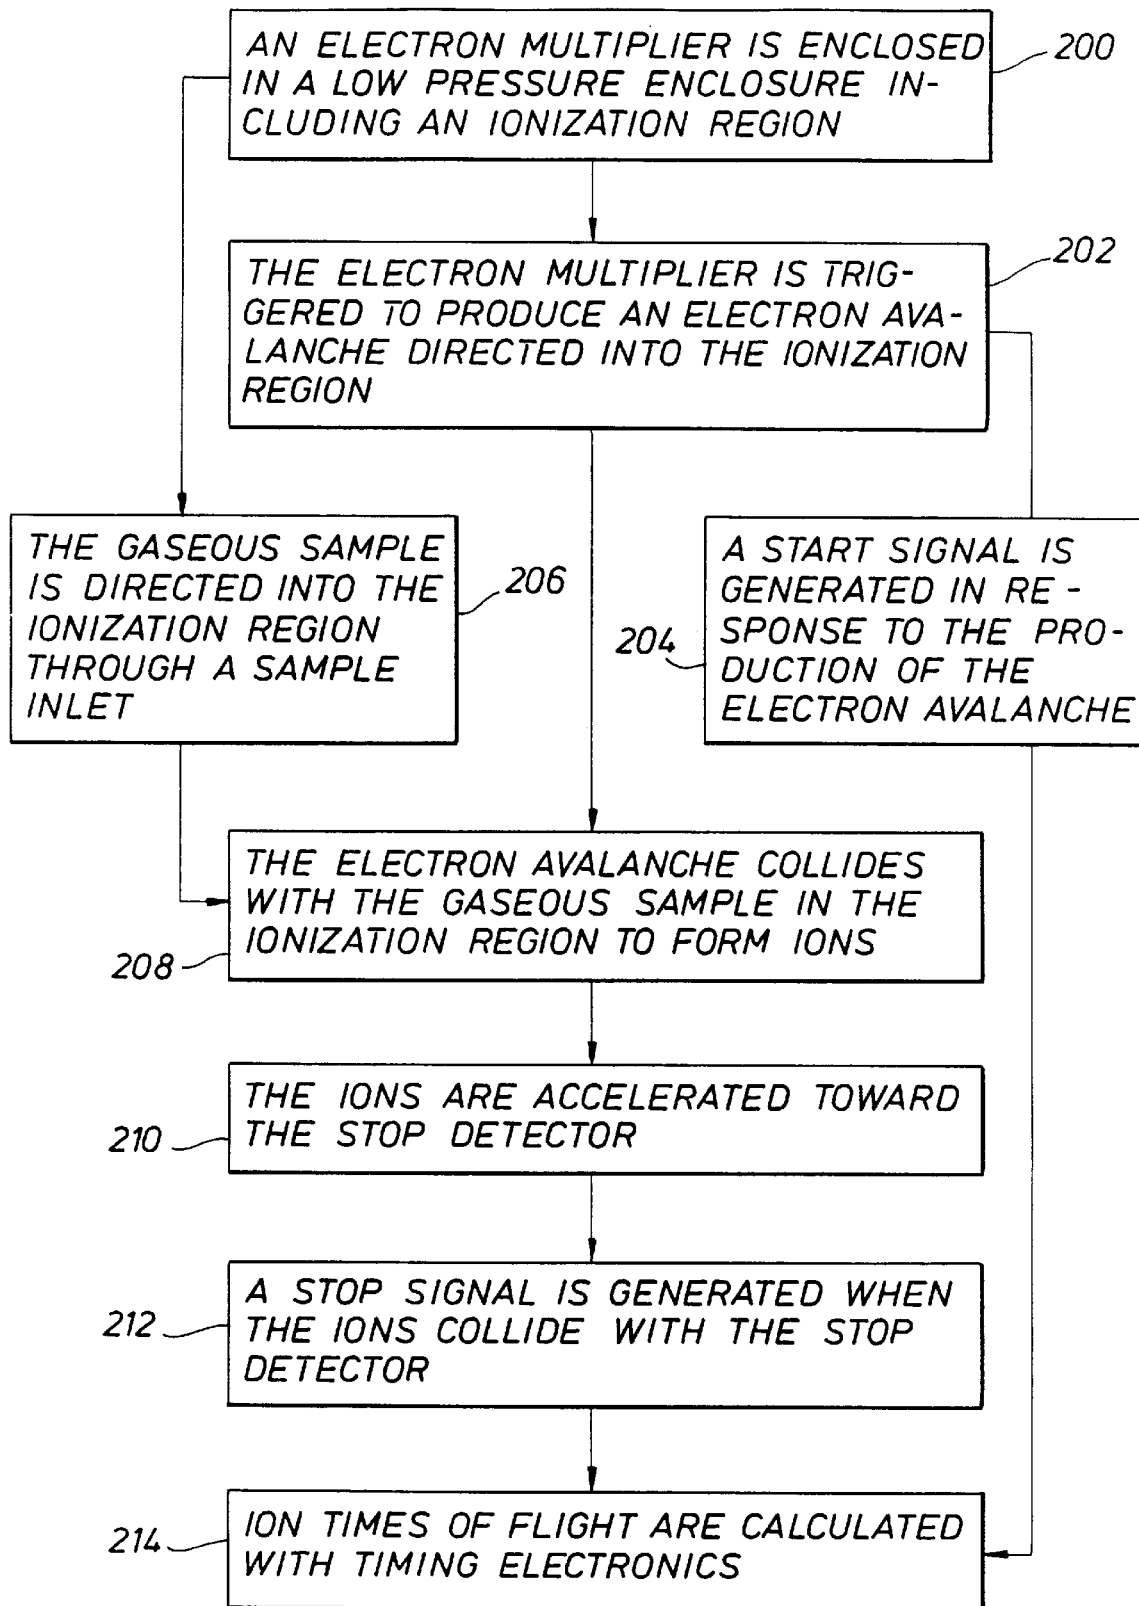 AN ELECTRON MULTIPLIER IS ENCLOSED
IN A LOW PRESSURE ENCLOSURE IN-
CLUDING AN IONIZATION REGION
200
THE ELECTRON MULTIPLIER IS TRIG-
GERED TO PRODUCE AN ELECTRON AVA-
LANCHE DIRECTED INTO THE IONIZATION
REGION
202
THE GASEOUS SAMPLE
IS DIRECTED INTO THE
IONIZATION REGION
THROUGH A SAMPLE
INLET
206
A START SIGNAL IS
GENERATED IN RE-
SPONSE TO THE PRO-
DUCTION OF THE
ELECTRON AVALANCHE
204
THE ELECTRON AVALANCHE COLLIDES
WITH THE GASEOUS SAMPLE IN THE
IONIZATION REGION TO FORM IONS
208
THE IONS ARE ACCELERATED TOWARD
THE STOP DETECTOR
210
A STOP SIGNAL IS GENERATED WHEN
THE IONS COLLIDE WITH THE STOP
DETECTOR
212
ION TIMES OF FLIGHT ARE CALCULATED
WITH TIMING ELECTRONICS
214